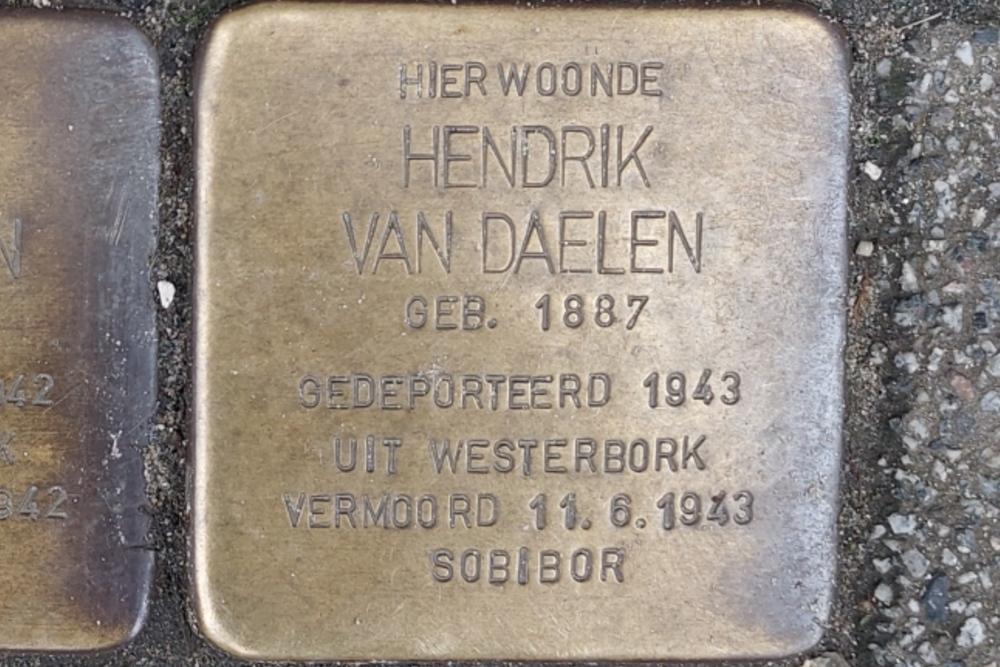 HIER WOONDE
HENDRIK
VAN DAELEN
GEB. 1887
GEDEPORTEERD 1943
UIT WESTERBORK
VERMOORD 11.6.1943
SOBIBOR